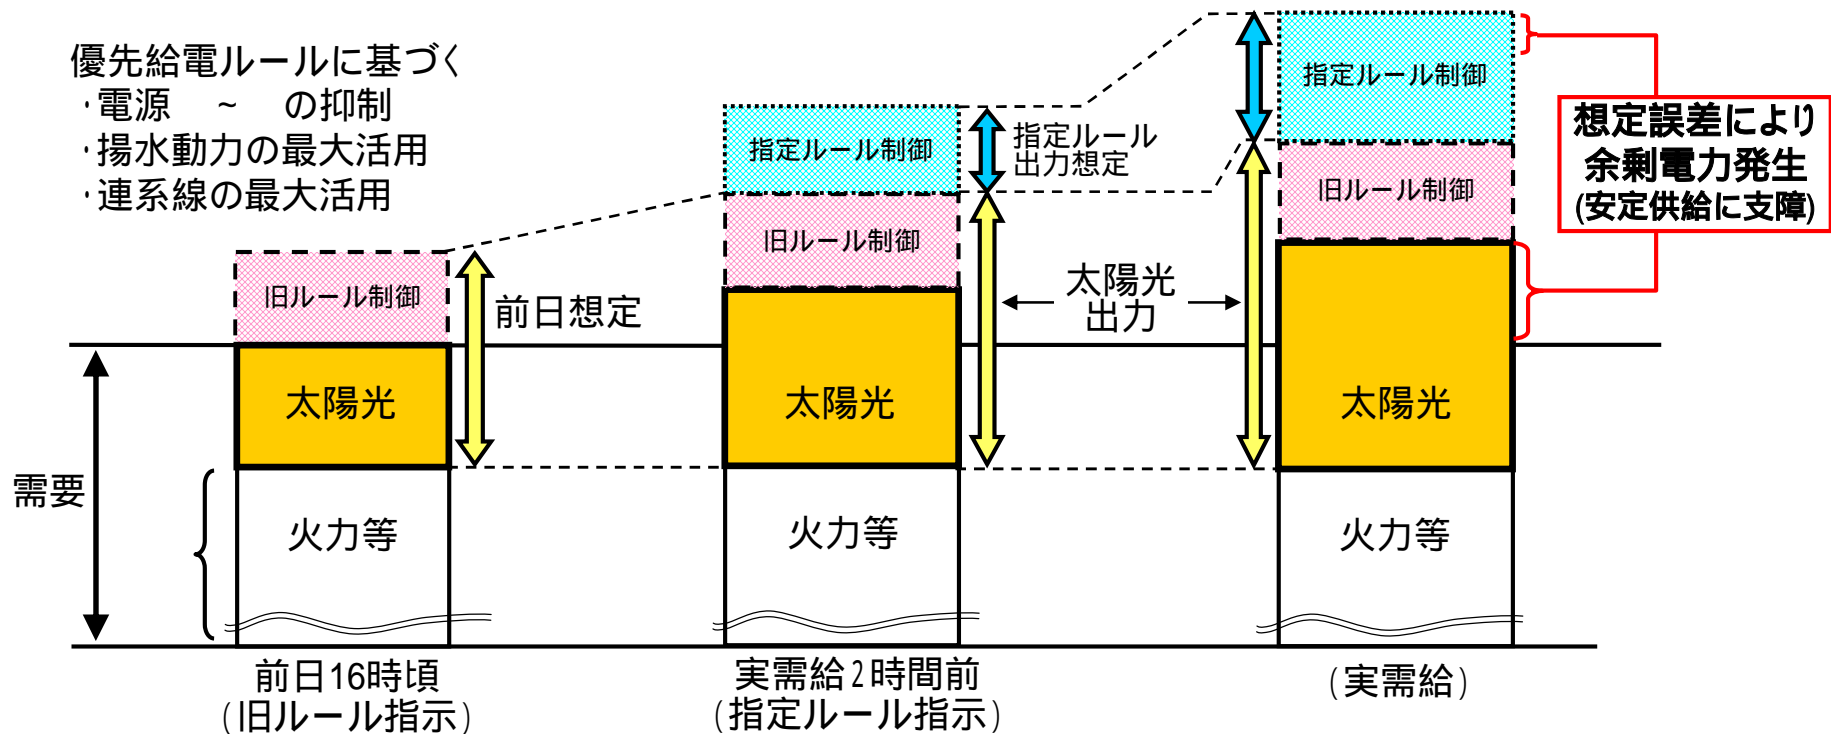 優先給電ルールに基づく
・電源　~　の抑制
・揚水動力の最大活用
・連系線の最大活用
指定ルール制御
旧ルール制御
太陽光
火力等
指定ルール制御
旧ルール制御
太陽光
火力等
旧ルール制御
太陽光
火力等
指定ルール
出力想定
前日想定
太陽光
出力
想定誤差により
余剰電力発生
(安定供給に支障)
需要
前日16時頃
(旧ルール指示)
実需給2時間前
(指定ルール指示)
(実需給)